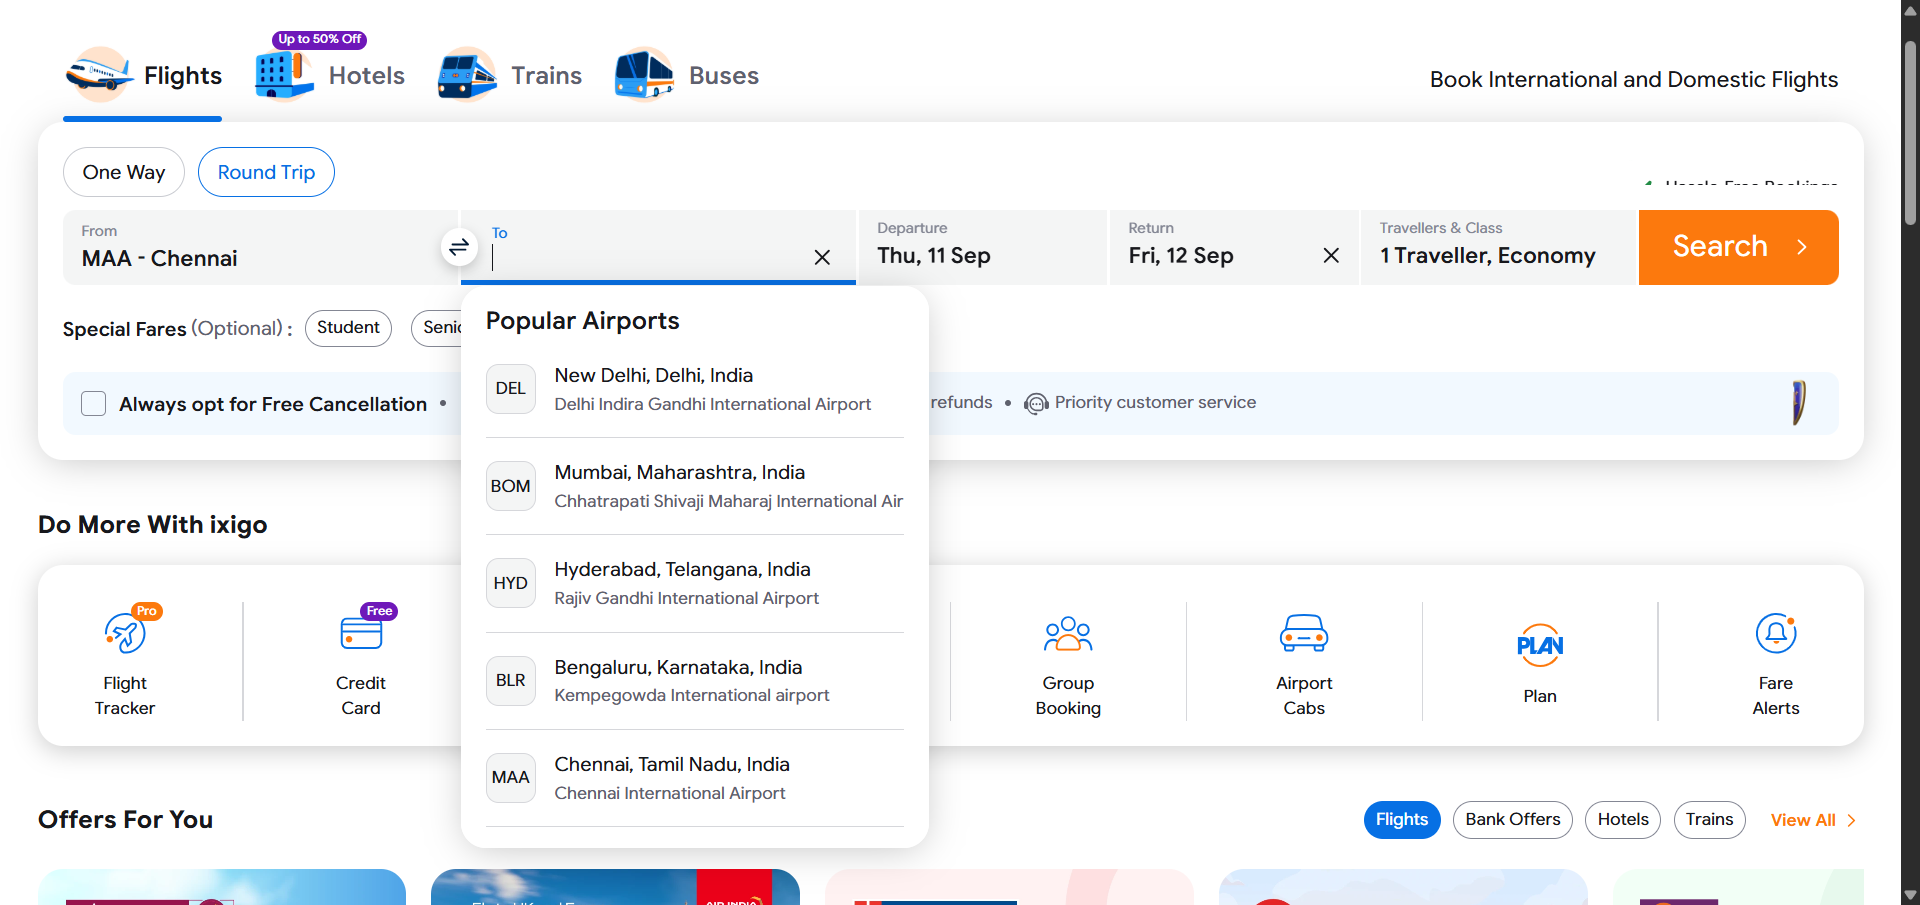 Up to 50% Off
Flights
Hotels
Trains
Buses
Book International and Domestic Flights
One Way
Round Trip
From
MAA - Chennai
To
Departure
Thu, 11 Sep
Return
Fri, 12 Sep
Travellers & Class
1 Traveller, Economy
Search
Special Fares (Optional) :
Student
Popular Airports
DEL
New Delhi, Delhi, India
Delhi Indira Gandhi International Airport
BOM
Mumbai, Maharashtra, India
Chhatrapati Shivaji Maharaj International Air
HYD
Hyderabad, Telangana, India
Rajiv Gandhi International Airport
BLR
Bengaluru, Karnataka, India
Kempegowda International airport
MAA
Chennai, Tamil Nadu, India
Chennai International Airport
Always opt for Free Cancellation •
refunds • Priority customer service
Do More With ixigo
Pro
Flight
Tracker
Free
Credit
Card
Group
Booking
Airport
Cabs
PLAN
Plan
Fare
Alerts
Offers For You
Flights
Bank Offers
Hotels
Trains
View All